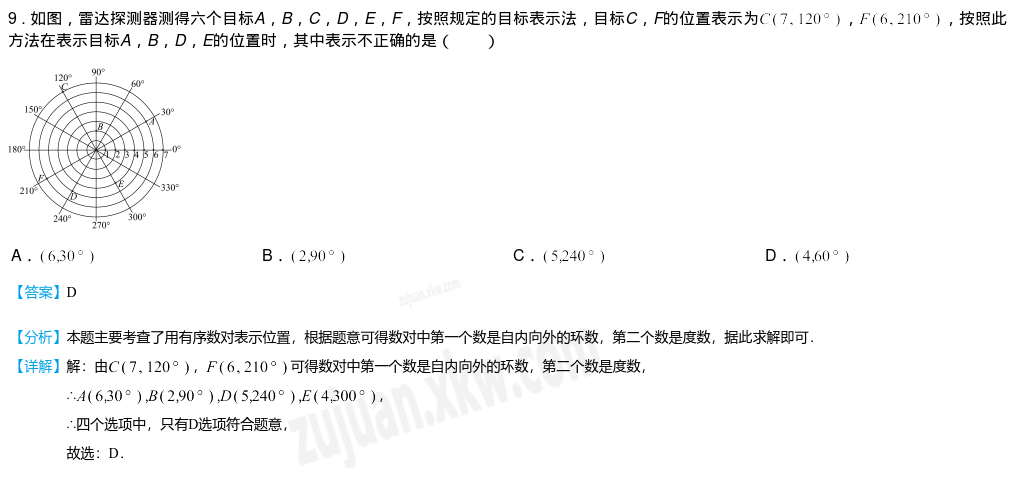 9．如图，雷达探测器测得六个目标A，B，C，D，E，F，按照规定的目标表示法，目标C，F的位置表示为C(7, 120°)，F(6, 210°)，按照此
方法在表示目标A，B，D，E的位置时，其中表示不正确的是（　　）
90°
120°
C
60°
150°
30°
A
B
180°
1 2 3 4 5 6 7 0°
F
E
210°
330°
D
240°
300°
270°
A．(6,30°)　B．(2,90°)　C．(5,240°)　D．(4,60°)
【答案】D
zujuan.xkw.com
【分析】本题主要考查了用有序数对表示位置，根据题意可得数对中第一个数是自内向外的环数，第二个数是度数，据此求解即可．
【详解】解：由C(7, 120°)，F(6, 210°)可得数对中第一个数是自内向外的环数，第二个数是度数，
∴A(6,30°),B(2,90°),D(5,240°),E(4,300°)，
∴四个选项中，只有D选项符合题意，
故选：D．
zujuan.xkw.com